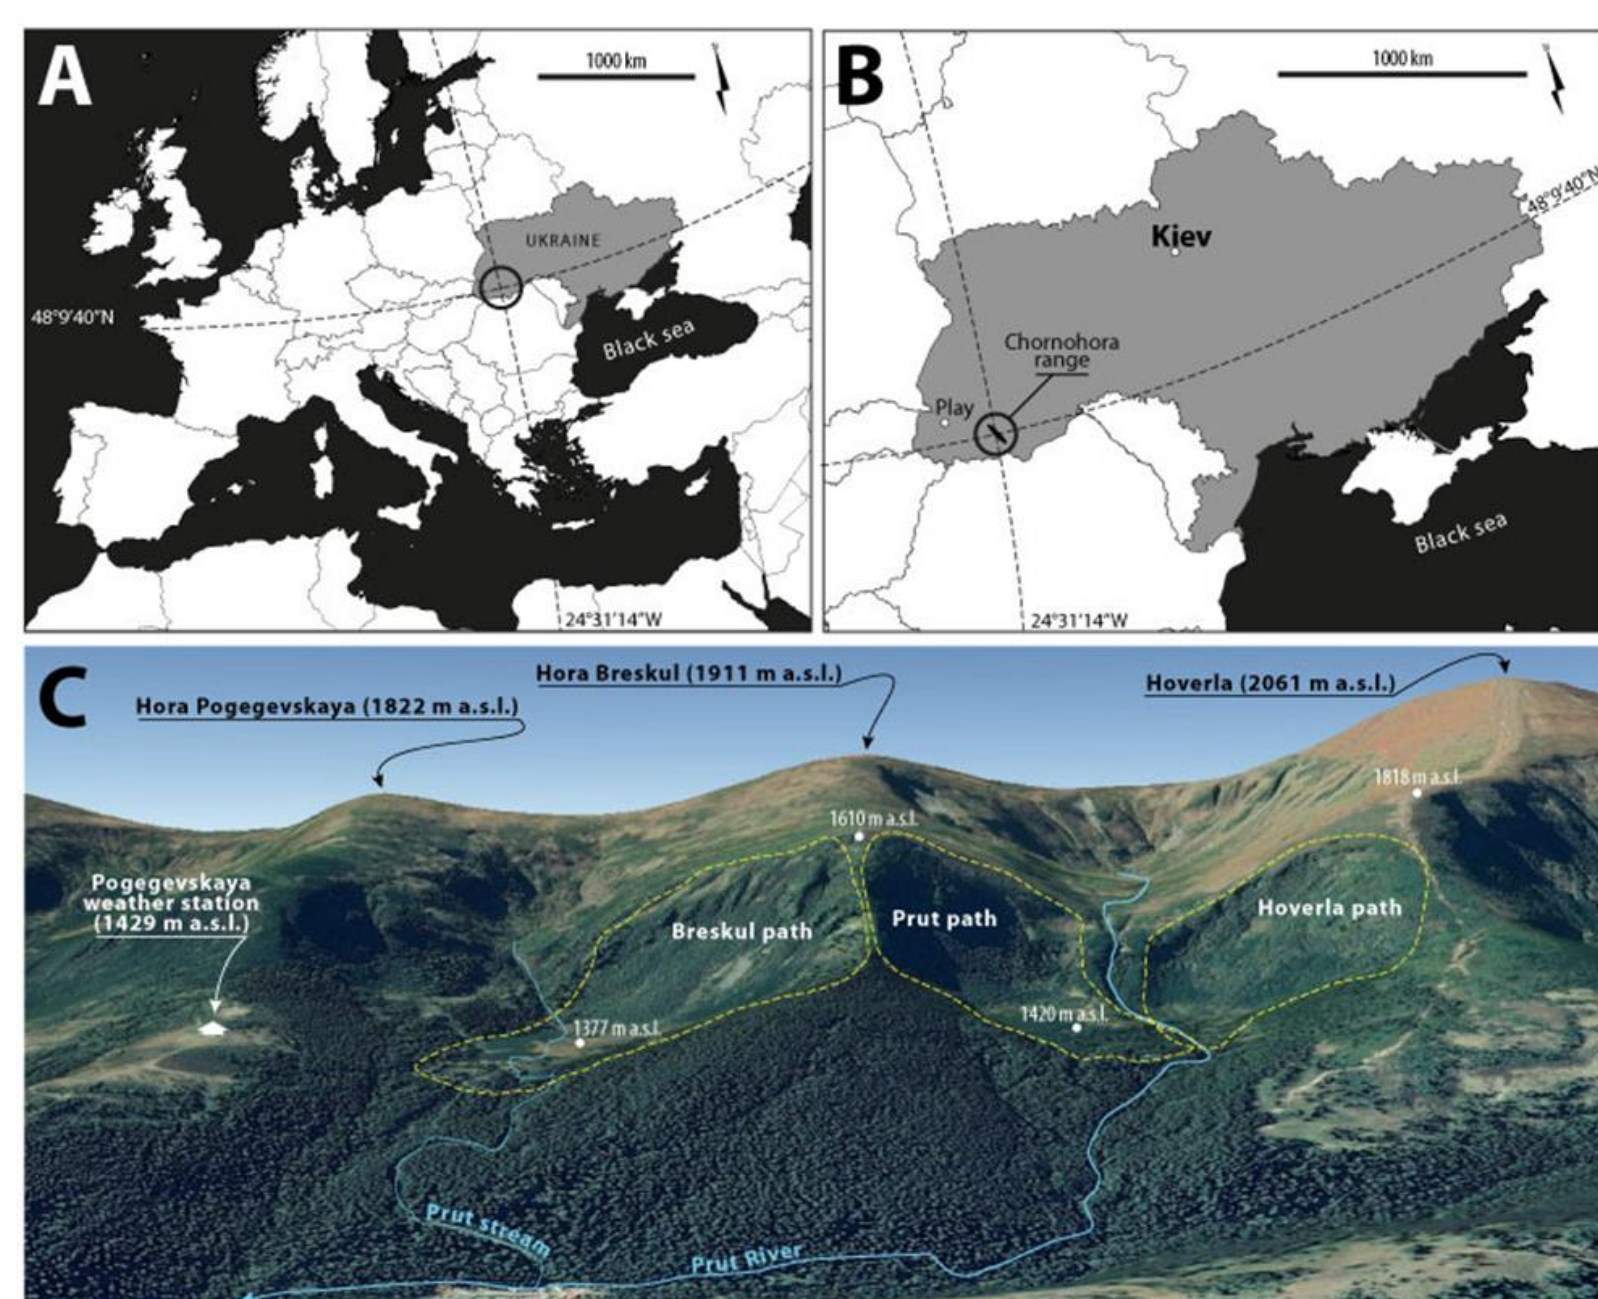 A
1000 km
UKRAINE
48°9'40"N
Black sea
24°31'14"W
B
1000 km
48°9'40"N
Kiev
Chornohora
range
Play
Black sea
24°31'14"W
C
Hora Breskul (1911 m a.s.l.)
Hoverla (2061 m a.s.l.)
Hora Pogegevskaya (1822 m a.s.l.)
1818 m a.s.l.
1610 m a.s.l.
Pogegevskaya
weather station
(1429 m a.s.l.)
Breskul path
Prut path
Hoverla path
1420 m a.s.l.
1377 m a.s.l.
Prut stream
Prut River